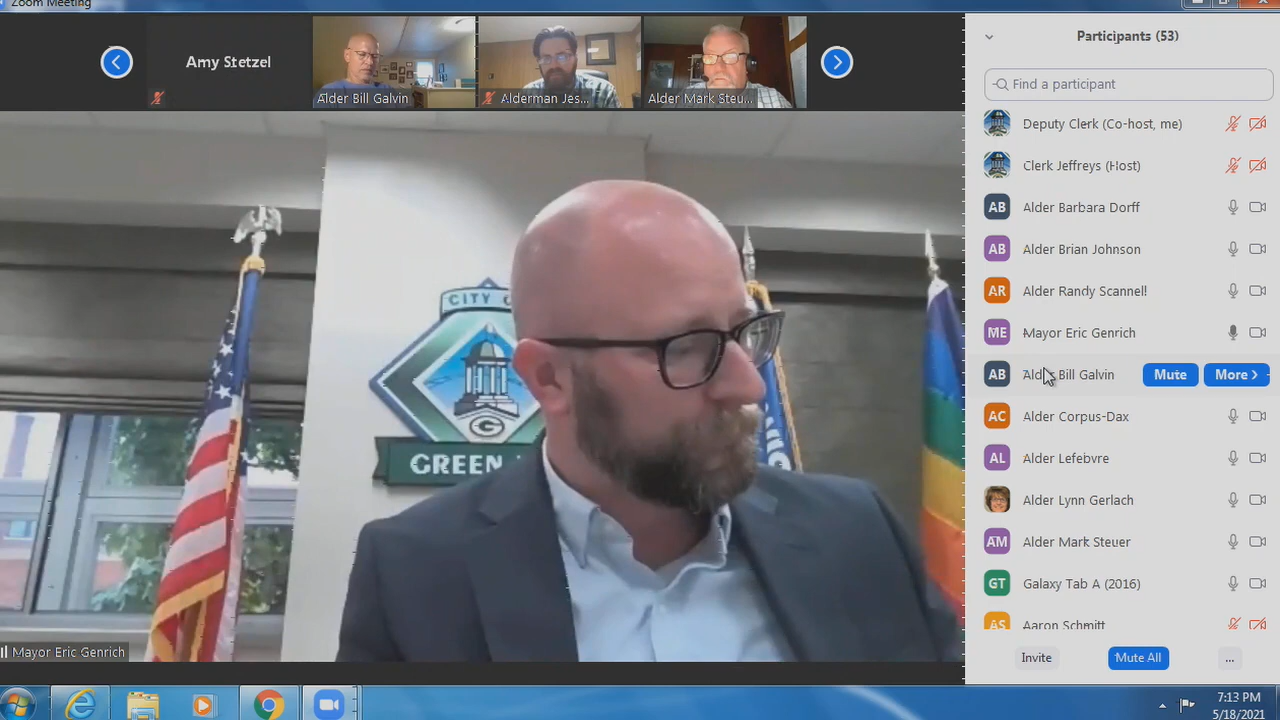 Zoom Meeting
Amy Stetzel
Alder Bill Galvin
Alderman Jes...
Alder Mark Steu...
CITY O
GREEN
G
Mayor Eric Genrich
Participants (53)
Find a participant
Deputy Clerk (Co-host, me)
Clerk Jeffreys (Host)
AB Alder Barbara Dorff
AB Alder Brian Johnson
AR Alder Randy Scannell!
ME Mayor Eric Genrich
AB Alder Bill Galvin Mute More >
AC Alder Corpus-Dax
AL Alder Lefebvre
Alder Lynn Gerlach
AM Alder Mark Steuer
GT Galaxy Tab A (2016)
AS Aaron Schmitt
Invite Mute All ...
7:13 PM
5/18/2021